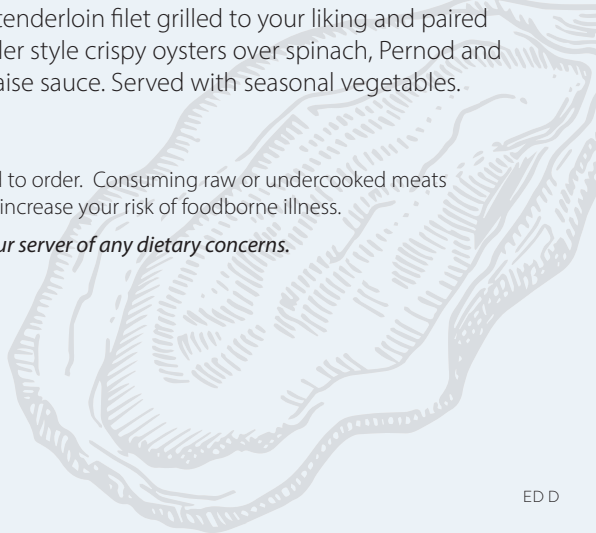 tenderloin filet grilled to your liking and paired
ler style crispy oysters over spinach, Pernod and
aise sauce. Served with seasonal vegetables.
l to order. Consuming raw or undercooked meats
increase your risk of foodborne illness.
ur server of any dietary concerns.
ED D